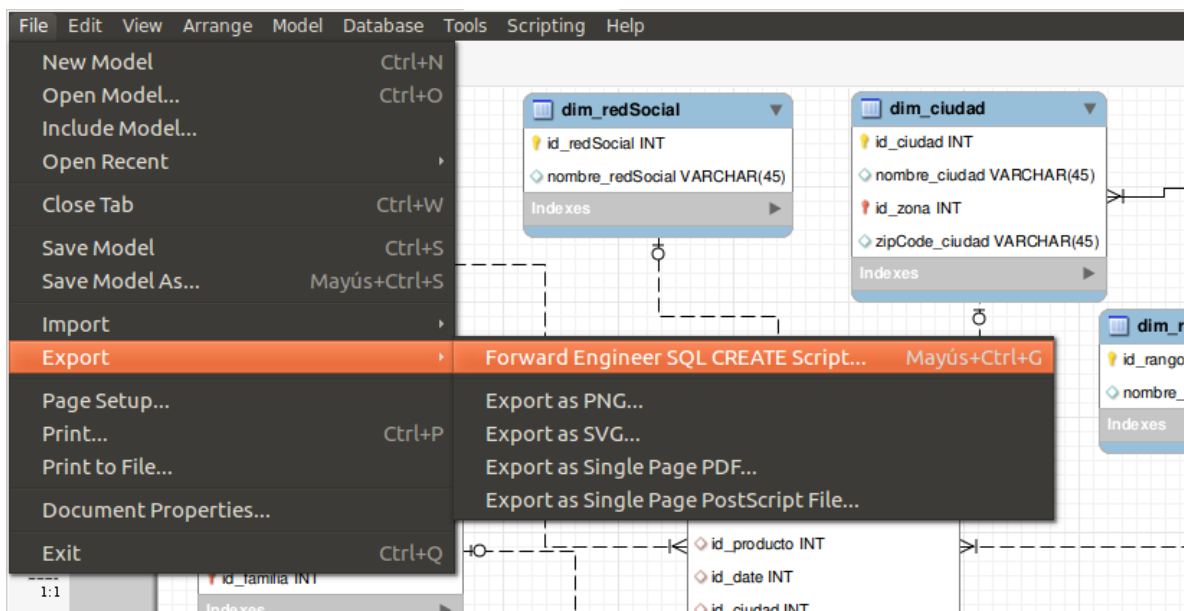 File Edit View Arrange Model Database Tools Scripting Help
New Model Ctrl+N
Open Model... Ctrl+O
Include Model...
Open Recent
Close Tab Ctrl+W
Save Model Ctrl+S
Save Model As... Mayús+Ctrl+S
Import
Export
Page Setup...
Print... Ctrl+P
Print to File...
Document Properties...
Exit Ctrl+Q
Forward Engineer SQL CREATE Script... Mayús+Ctrl+G
Export as PNG...
Export as SVG...
Export as Single Page PDF...
Export as Single Page PostScript File...
dim_redSocial
id_redSocial INT
nombre_redSocial VARCHAR(45)
Indexes
dim_ciudad
id_ciudad INT
nombre_ciudad VARCHAR(45)
id_zona INT
zipCode_ciudad VARCHAR(45)
Indexes
dim_r
id_rango
nombre_
Indexes
id_producto INT
id_date INT
id_ciudad INT
id_familia INT
Indexes
1:1